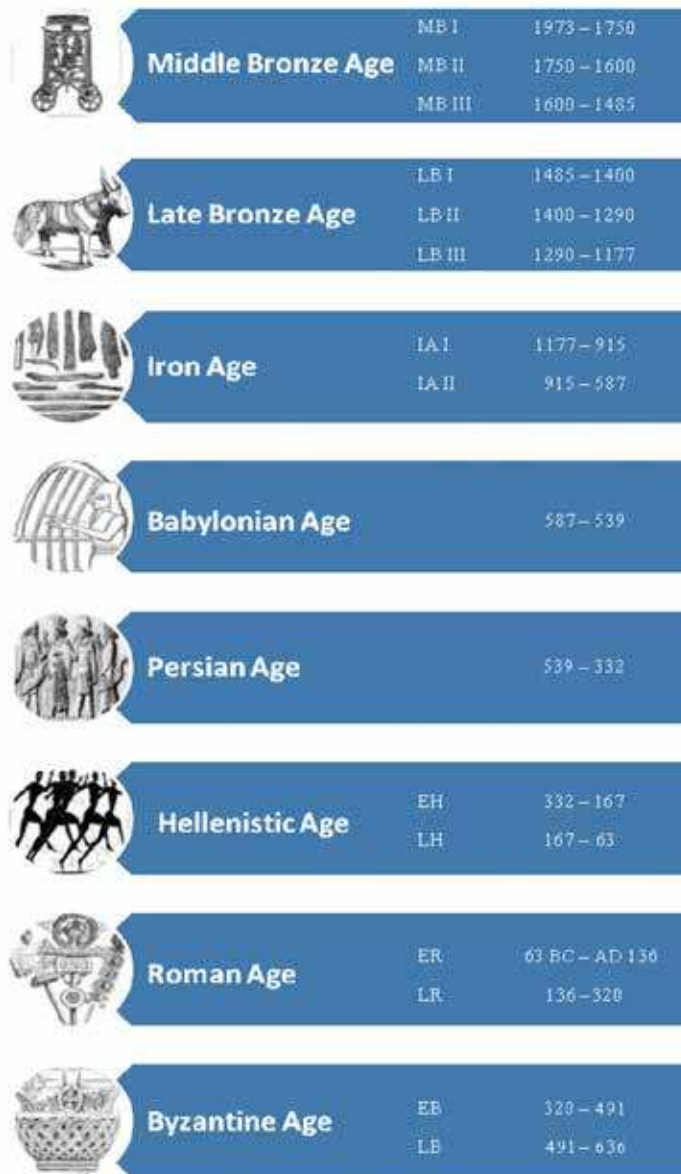 MB I 1973 – 1750
Middle Bronze Age MB II 1750 – 1600
MB III 1600 – 1485
LB I 1485 – 1400
Late Bronze Age LB II 1400 – 1290
LB III 1290 – 1177
IA I 1177 – 915
Iron Age
IA II 915 – 587
Babylonian Age 587 – 539
Persian Age 539 – 332
EH 332 – 167
Hellenistic Age
LH 167 – 63
ER 63 BC – AD 136
Roman Age
LR 136 – 320
EB 320 – 491
Byzantine Age
LB 491 – 636